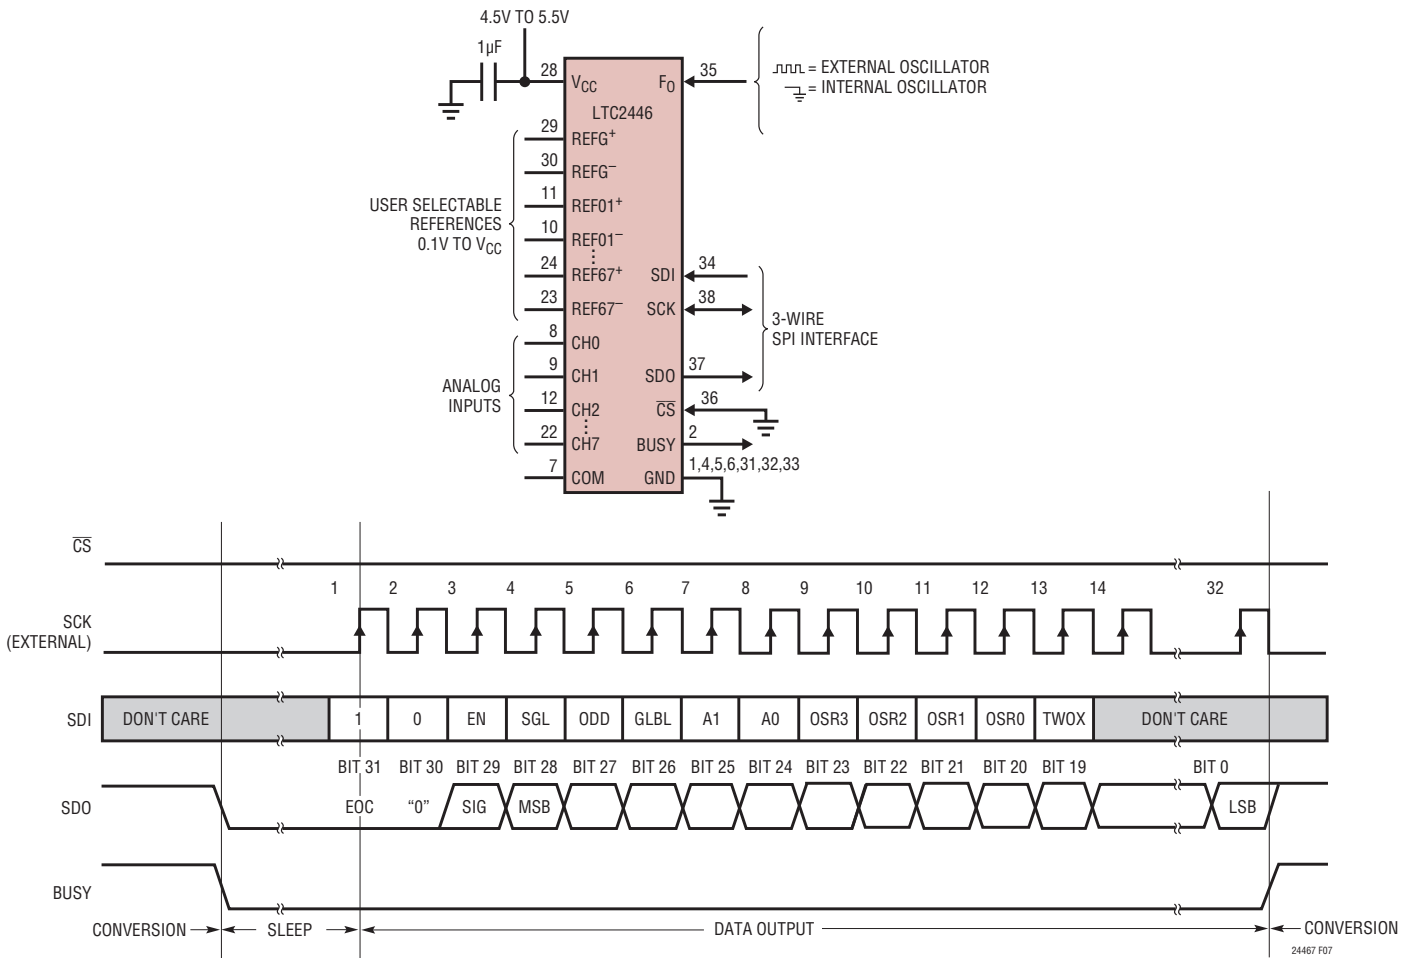 4.5V TO 5.5V
1µF
28
VCC
FO
35
= EXTERNAL OSCILLATOR
= INTERNAL OSCILLATOR
LTC2446
29
REFG+
30
REFG–
11
REF01+
10
REF01–
24
REF67+
23
REF67–
USER SELECTABLE
REFERENCES
0.1V TO VCC
SDI
34
SCK
38
SDO
37
CS
36
BUSY
2
GND
1,4,5,6,31,32,33
3-WIRE
SPI INTERFACE
8
CH0
9
CH1
12
CH2
22
CH7
7
COM
ANALOG
INPUTS
CS
1 2 3 4 5 6 7 8 9 10 11 12 13 14 32
SCK
(EXTERNAL)
SDI DON'T CARE 1 0 EN SGL ODD GLBL A1 A0 OSR3 OSR2 OSR1 OSR0 TWOX DON'T CARE
BIT 31 BIT 30 BIT 29 BIT 28 BIT 27 BIT 26 BIT 25 BIT 24 BIT 23 BIT 22 BIT 21 BIT 20 BIT 19 BIT 0
SDO EOC “0” SIG MSB LSB
BUSY
CONVERSION SLEEP DATA OUTPUT CONVERSION
24467 F07